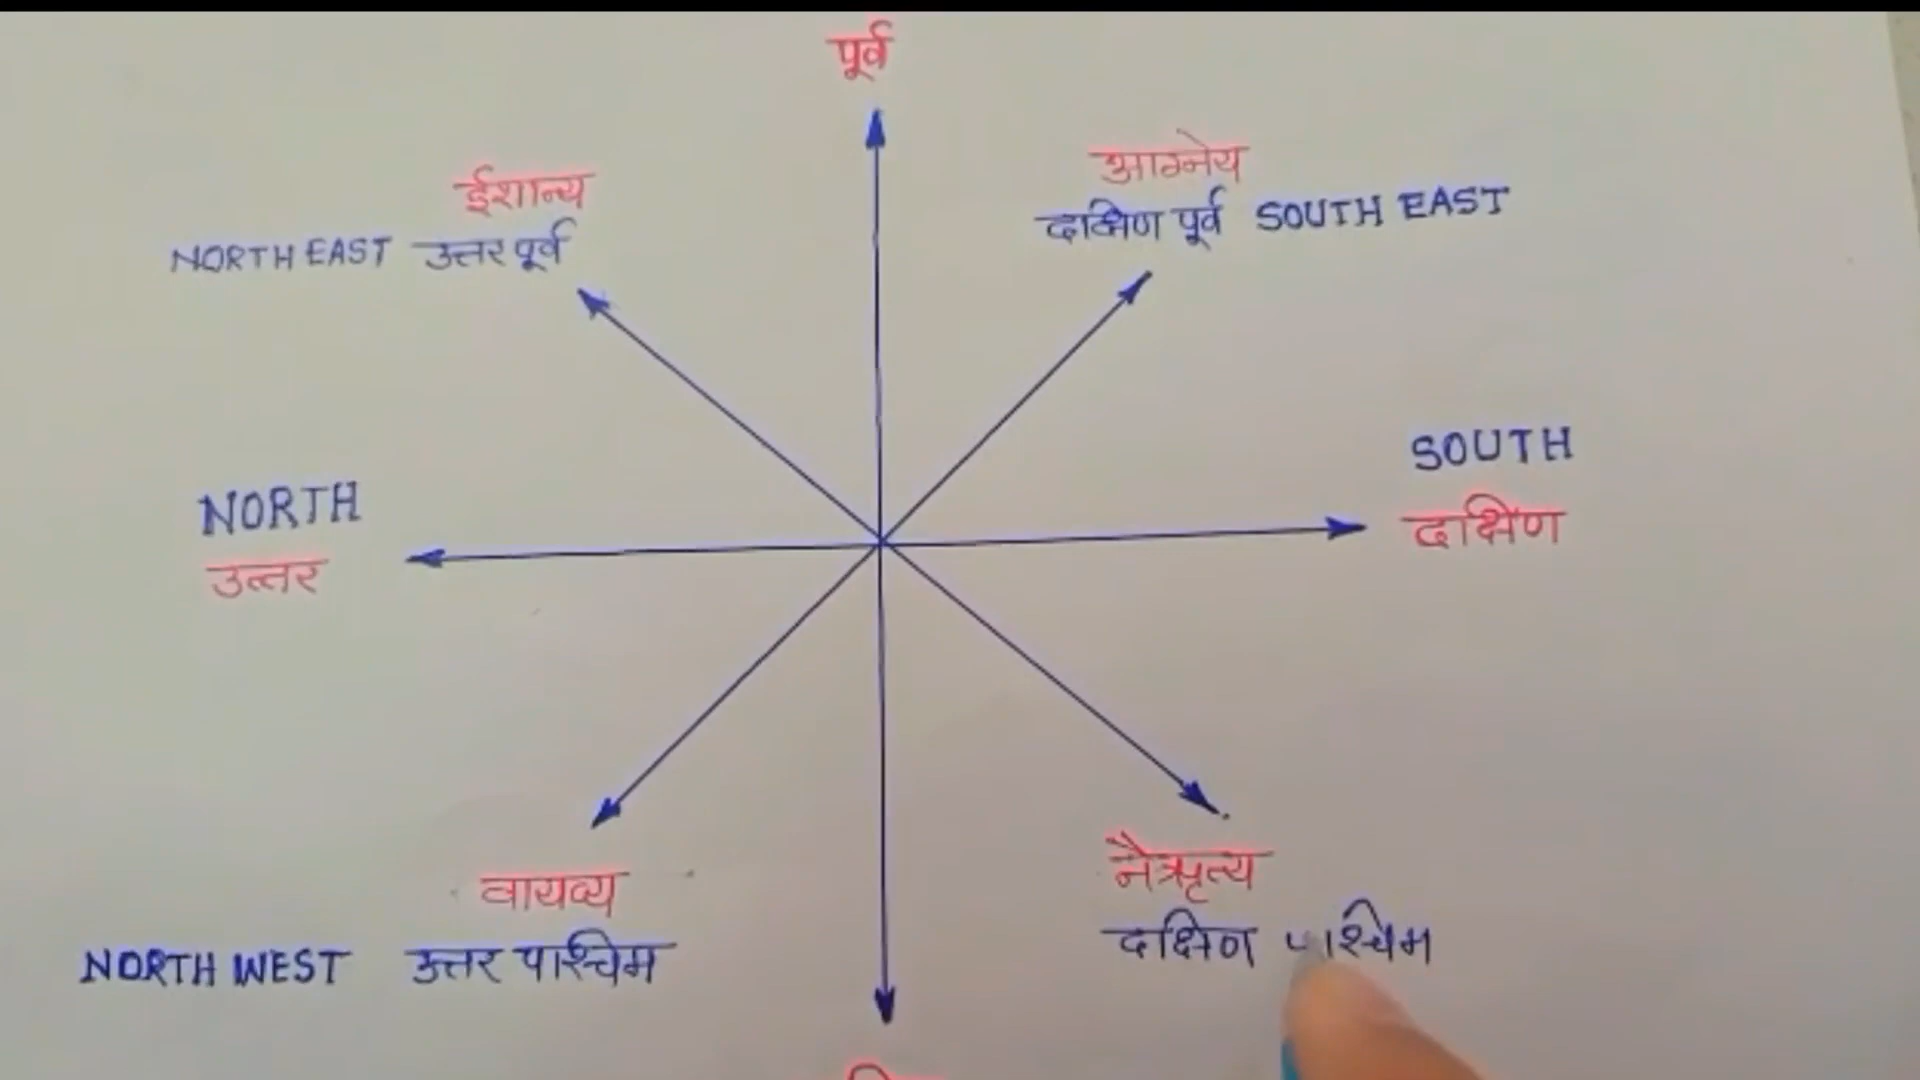 पूर्व
ईशान्य
NORTH EAST उत्तर पूर्व
आग्नेय
दक्षिण पूर्व SOUTH EAST
NORTH
उत्तर
SOUTH
दक्षिण
वायव्य
NORTH WEST उत्तर पश्चिम
नैऋृत्य
दक्षिण पश्चिम